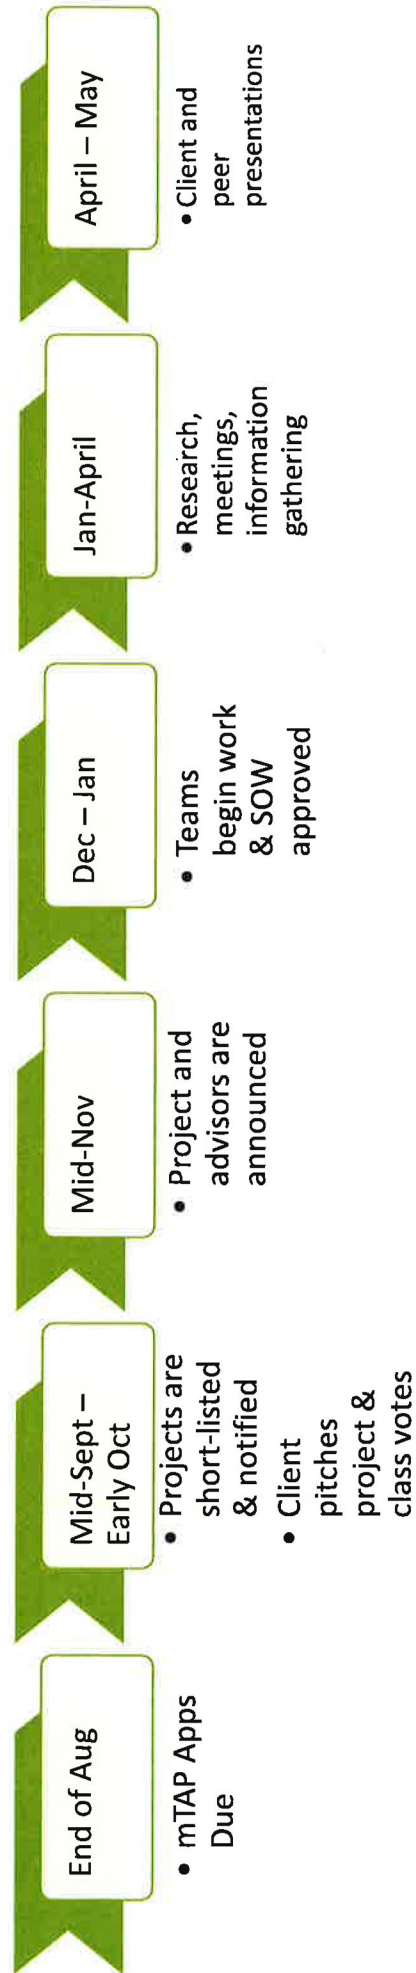 End of Aug
• mTAP Apps
Due
Mid-Sept –
Early Oct
• Projects are
short-listed
& notified
• Client
pitches
project &
class votes
Mid-Nov
• Project and
advisors are
announced
Dec – Jan
• Teams
begin work
& SOW
approved
Jan-April
• Research,
meetings,
information
gathering
April – May
• Client and
peer
presentations